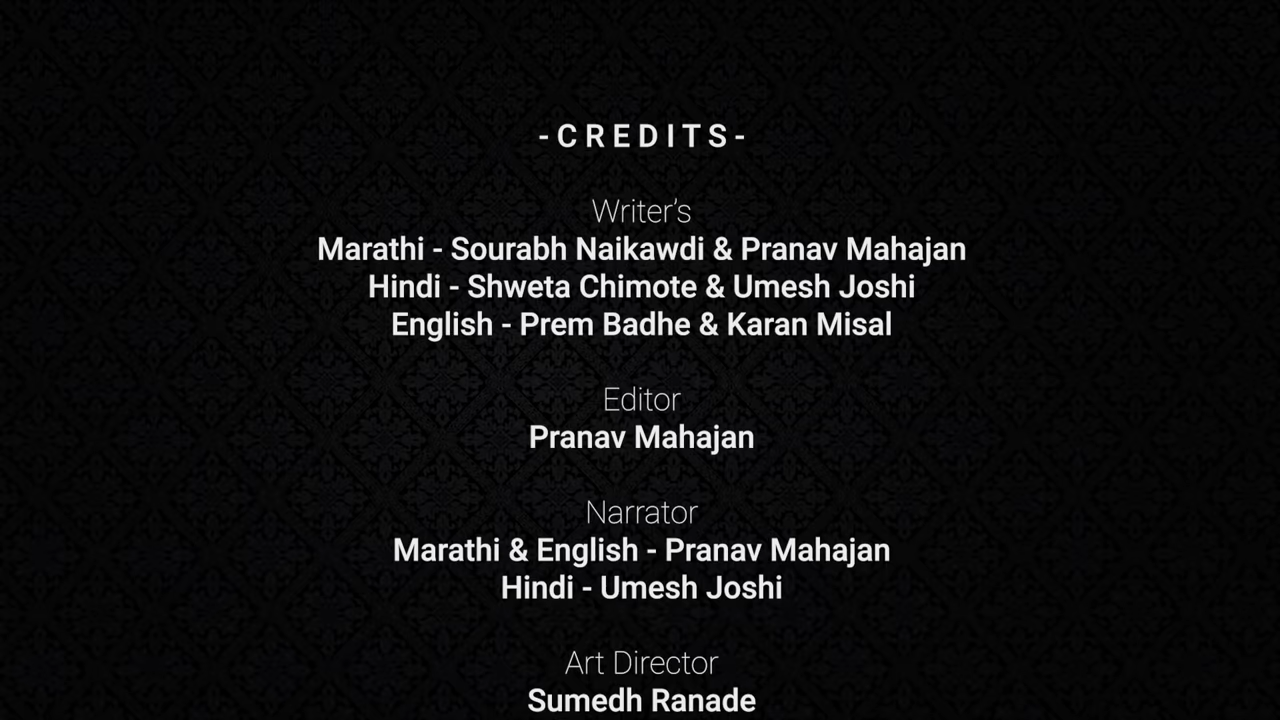 -CREDITS-
Writer’s
Marathi - Sourabh Naikawdi & Pranav Mahajan
Hindi - Shweta Chimote & Umesh Joshi
English - Prem Badhe & Karan Misal
Editor
Pranav Mahajan
Narrator
Marathi & English - Pranav Mahajan
Hindi - Umesh Joshi
Art Director
Sumedh Ranade